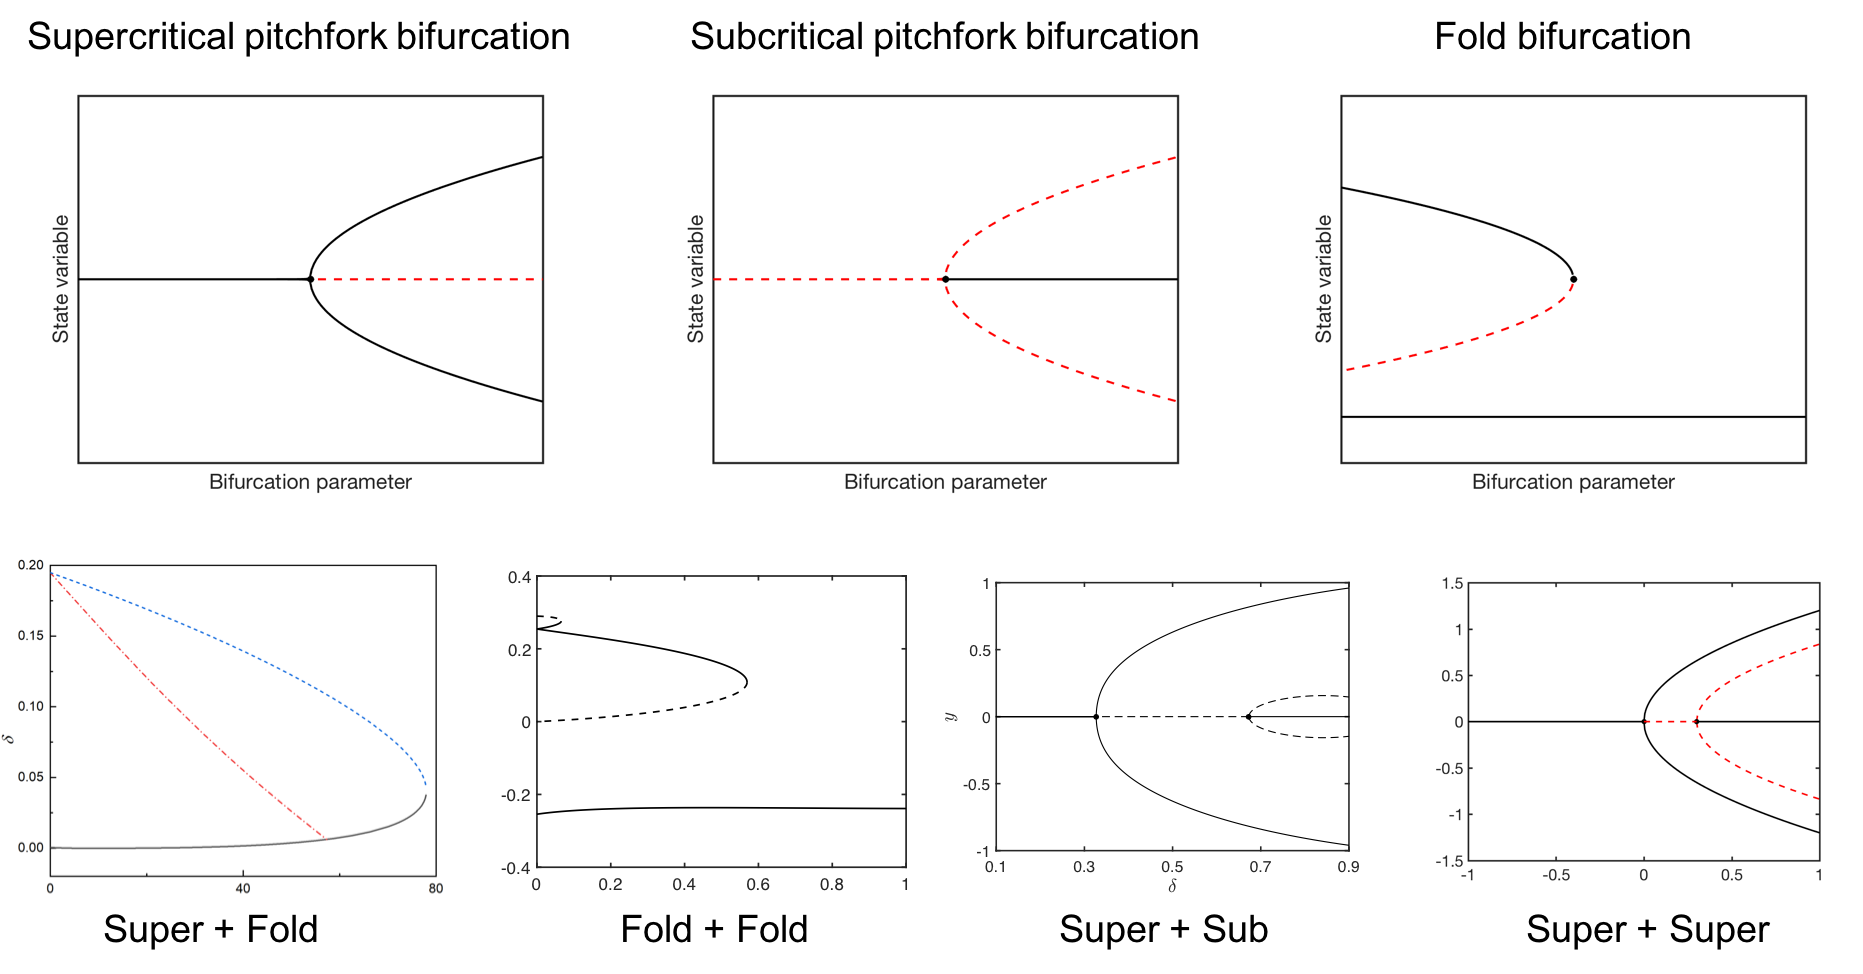 Supercritical pitchfork bifurcation
Subcritical pitchfork bifurcation
Fold bifurcation
State variable
Bifurcation parameter
State variable
Bifurcation parameter
State variable
Bifurcation parameter
0.20
0.15
0.10
0.05
0.00
δ
0
40
80
Super + Fold
0.4
0.2
0
-0.2
-0.4
0
0.2
0.4
0.6
0.8
1
Fold + Fold
1
0.5
0
-0.5
-1
y
0.1
0.3
0.5
0.7
0.9
δ
Super + Sub
1.5
1
0.5
0
-0.5
-1
-1.5
-1
-0.5
0
0.5
1
Super + Super